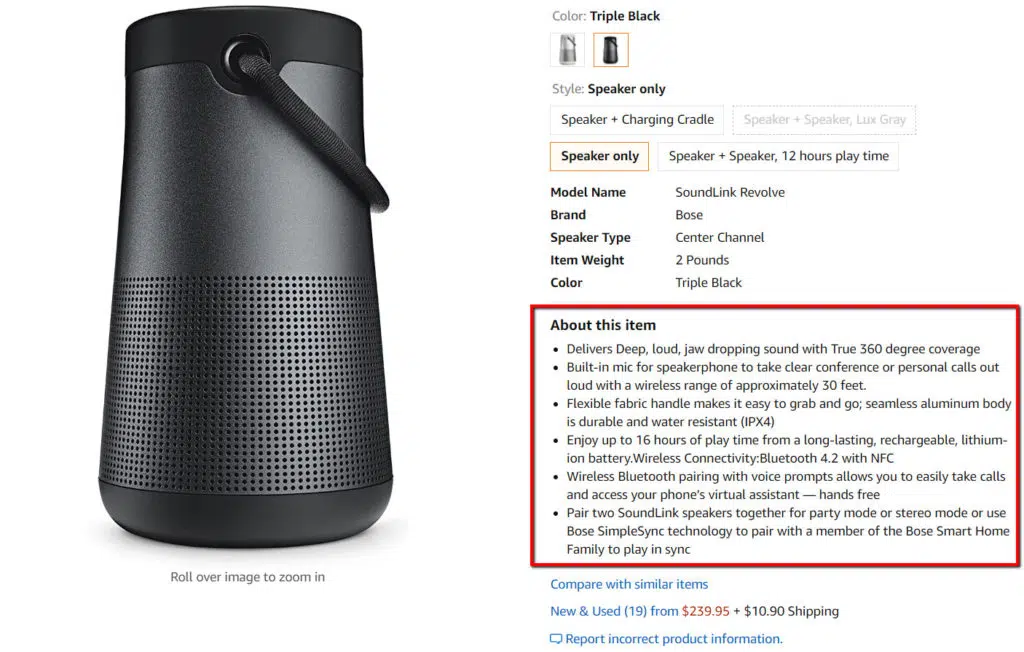 Color: Triple Black
Style: Speaker only
Speaker + Charging Cradle
Speaker + Speaker, Lux Gray
Speaker only
Speaker + Speaker, 12 hours play time
Model Name SoundLink Revolve
Brand Bose
Speaker Type Center Channel
Item Weight 2 Pounds
Color Triple Black
About this item
• Delivers Deep, loud, jaw dropping sound with True 360 degree coverage
• Built-in mic for speakerphone to take clear conference or personal calls out
loud with a wireless range of approximately 30 feet.
• Flexible fabric handle makes it easy to grab and go; seamless aluminum body
is durable and water resistant (IPX4)
• Enjoy up to 16 hours of play time from a long-lasting, rechargeable, lithium-
ion battery.Wireless Connectivity:Bluetooth 4.2 with NFC
• Wireless Bluetooth pairing with voice prompts allows you to easily take calls
and access your phone's virtual assistant — hands free
• Pair two SoundLink speakers together for party mode or stereo mode or use
Bose SimpleSync technology to pair with a member of the Bose Smart Home
Family to play in sync
Roll over image to zoom in
Compare with similar items
New & Used (19) from $239.95 + $10.90 Shipping
Report incorrect product information.